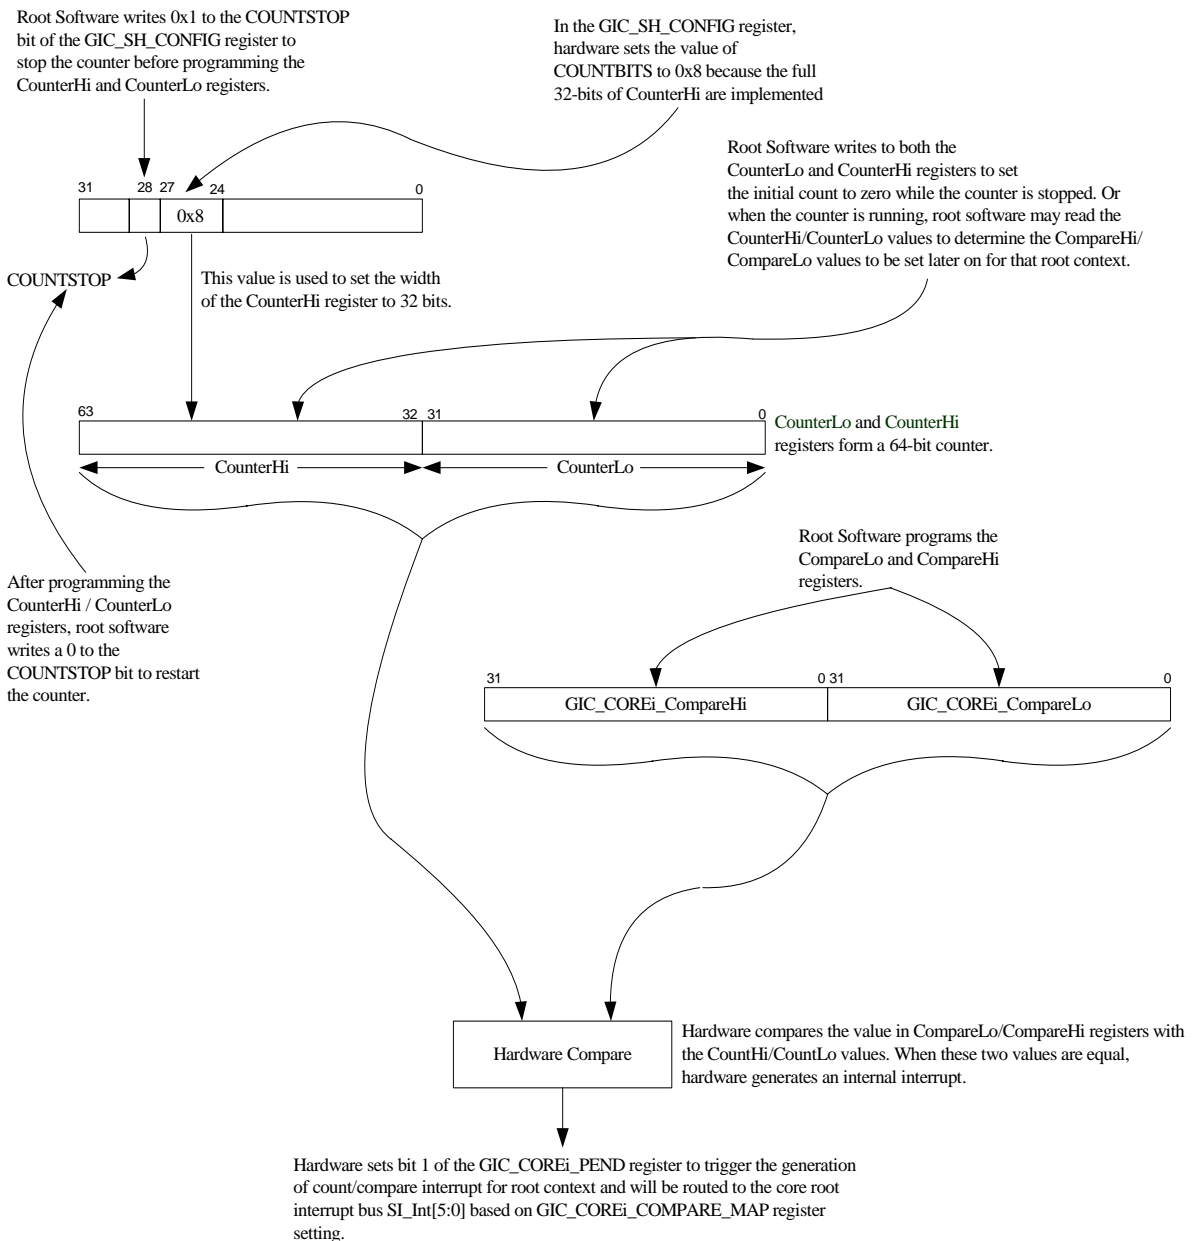 Root Software writes 0x1 to the COUNTSTOP
bit of the GIC_SH_CONFIG register to
stop the counter before programming the
CounterHi and CounterLo registers.
In the GIC_SH_CONFIG register,
hardware sets the value of
COUNTBITS to 0x8 because the full
32-bits of CounterHi are implemented
Root Software writes to both the
CounterLo and CounterHi registers to set
the initial count to zero while the counter is stopped. Or
when the counter is running, root software may read the
CounterHi/CounterLo values to determine the CompareHi/
CompareLo values to be set later on for that root context.
31 28 27 24 0
0x8
COUNTSTOP
This value is used to set the width
of the CounterHi register to 32 bits.
63 32 31 0
CounterHi CounterLo
CounterLo and CounterHi
registers form a 64-bit counter.
After programming the
CounterHi / CounterLo
registers, root software
writes a 0 to the
COUNTSTOP bit to restart
the counter.
Root Software programs the
CompareLo and CompareHi
registers.
31 0 31 0
GIC_COREi_CompareHi GIC_COREi_CompareLo
Hardware Compare
Hardware compares the value in CompareLo/CompareHi registers with
the CountHi/CountLo values. When these two values are equal,
hardware generates an internal interrupt.
Hardware sets bit 1 of the GIC_COREi_PEND register to trigger the generation
of count/compare interrupt for root context and will be routed to the core root
interrupt bus SI_Int[5:0] based on GIC_COREi_COMPARE_MAP register
setting.